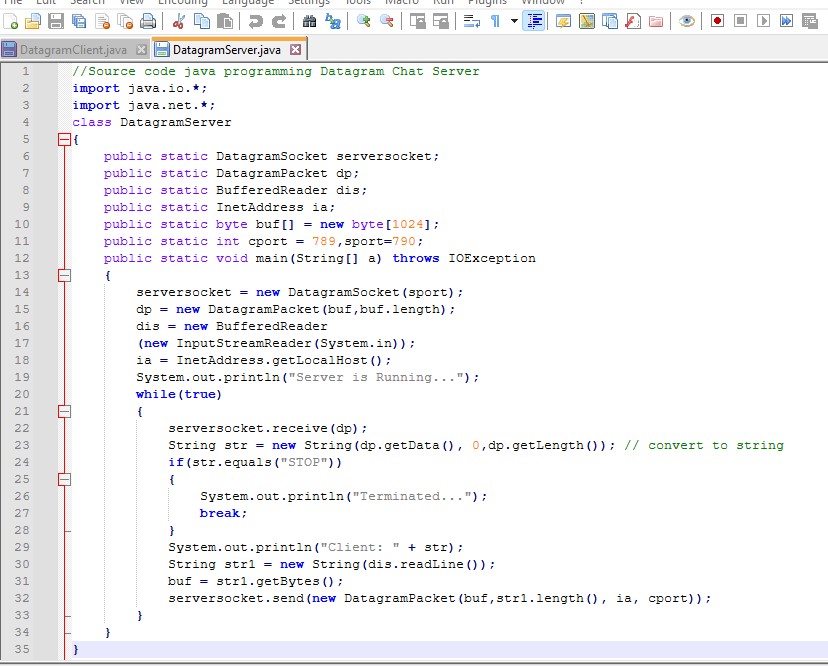 File Edit Search View Encoding Language Settings Tools Macro Run Plugins Window ?
DatagramClient.java DatagramServer.java
1 //Source code java programming Datagram Chat Server
2 import java.io.*;
3 import java.net.*;
4 class DatagramServer
5 {
6 public static DatagramSocket serversocket;
7 public static DatagramPacket dp;
8 public static BufferedReader dis;
9 public static InetAddress ia;
10 public static byte buf[] = new byte[1024];
11 public static int cport = 789,sport=790;
12 public static void main(String[] a) throws IOException
13 {
14 serversocket = new DatagramSocket(sport);
15 dp = new DatagramPacket(buf,buf.length);
16 dis = new BufferedReader
17 (new InputStreamReader(System.in));
18 ia = InetAddress.getLocalHost();
19 System.out.println("Server is Running...");
20 while(true)
21 {
22 serversocket.receive(dp);
23 String str = new String(dp.getData(), 0,dp.getLength()); // convert to string
24 if(str.equals("STOP"))
25 {
26 System.out.println("Terminated...");
27 break;
28 }
29 System.out.println("Client: " + str);
30 String str1 = new String(dis.readLine());
31 buf = str1.getBytes();
32 serversocket.send(new DatagramPacket(buf,str1.length(), ia, cport));
33 }
34 }
35 }